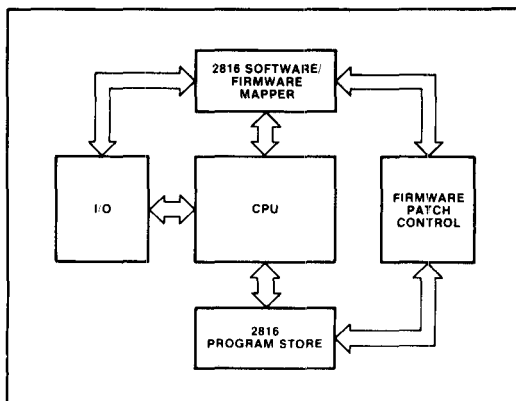 2816 SOFTWARE/
FIRMWARE
MAPPER
I/O
CPU
FIRMWARE
PATCH
CONTROL
2816
PROGRAM STORE